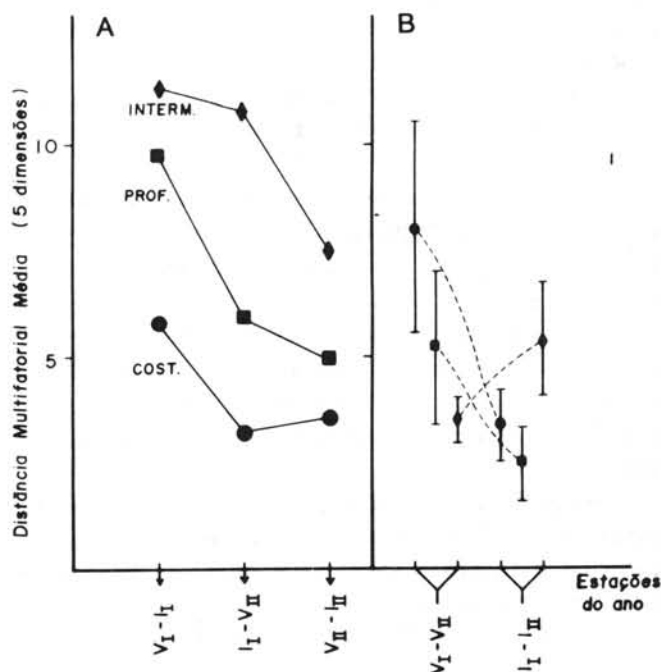 A
B
Distância Multifatorial Média (5 dimensões)
10
5
INTERM.
PROF.
COST.
V_I - I_I
I_I - V_II
V_II - I_II
V_I - V_II
I_I - I_II
Estações
do ano